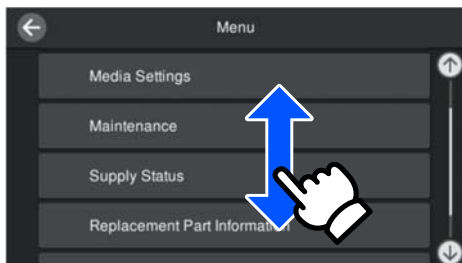 Menu
Media Settings
Maintenance
Supply Status
Replacement Part Information